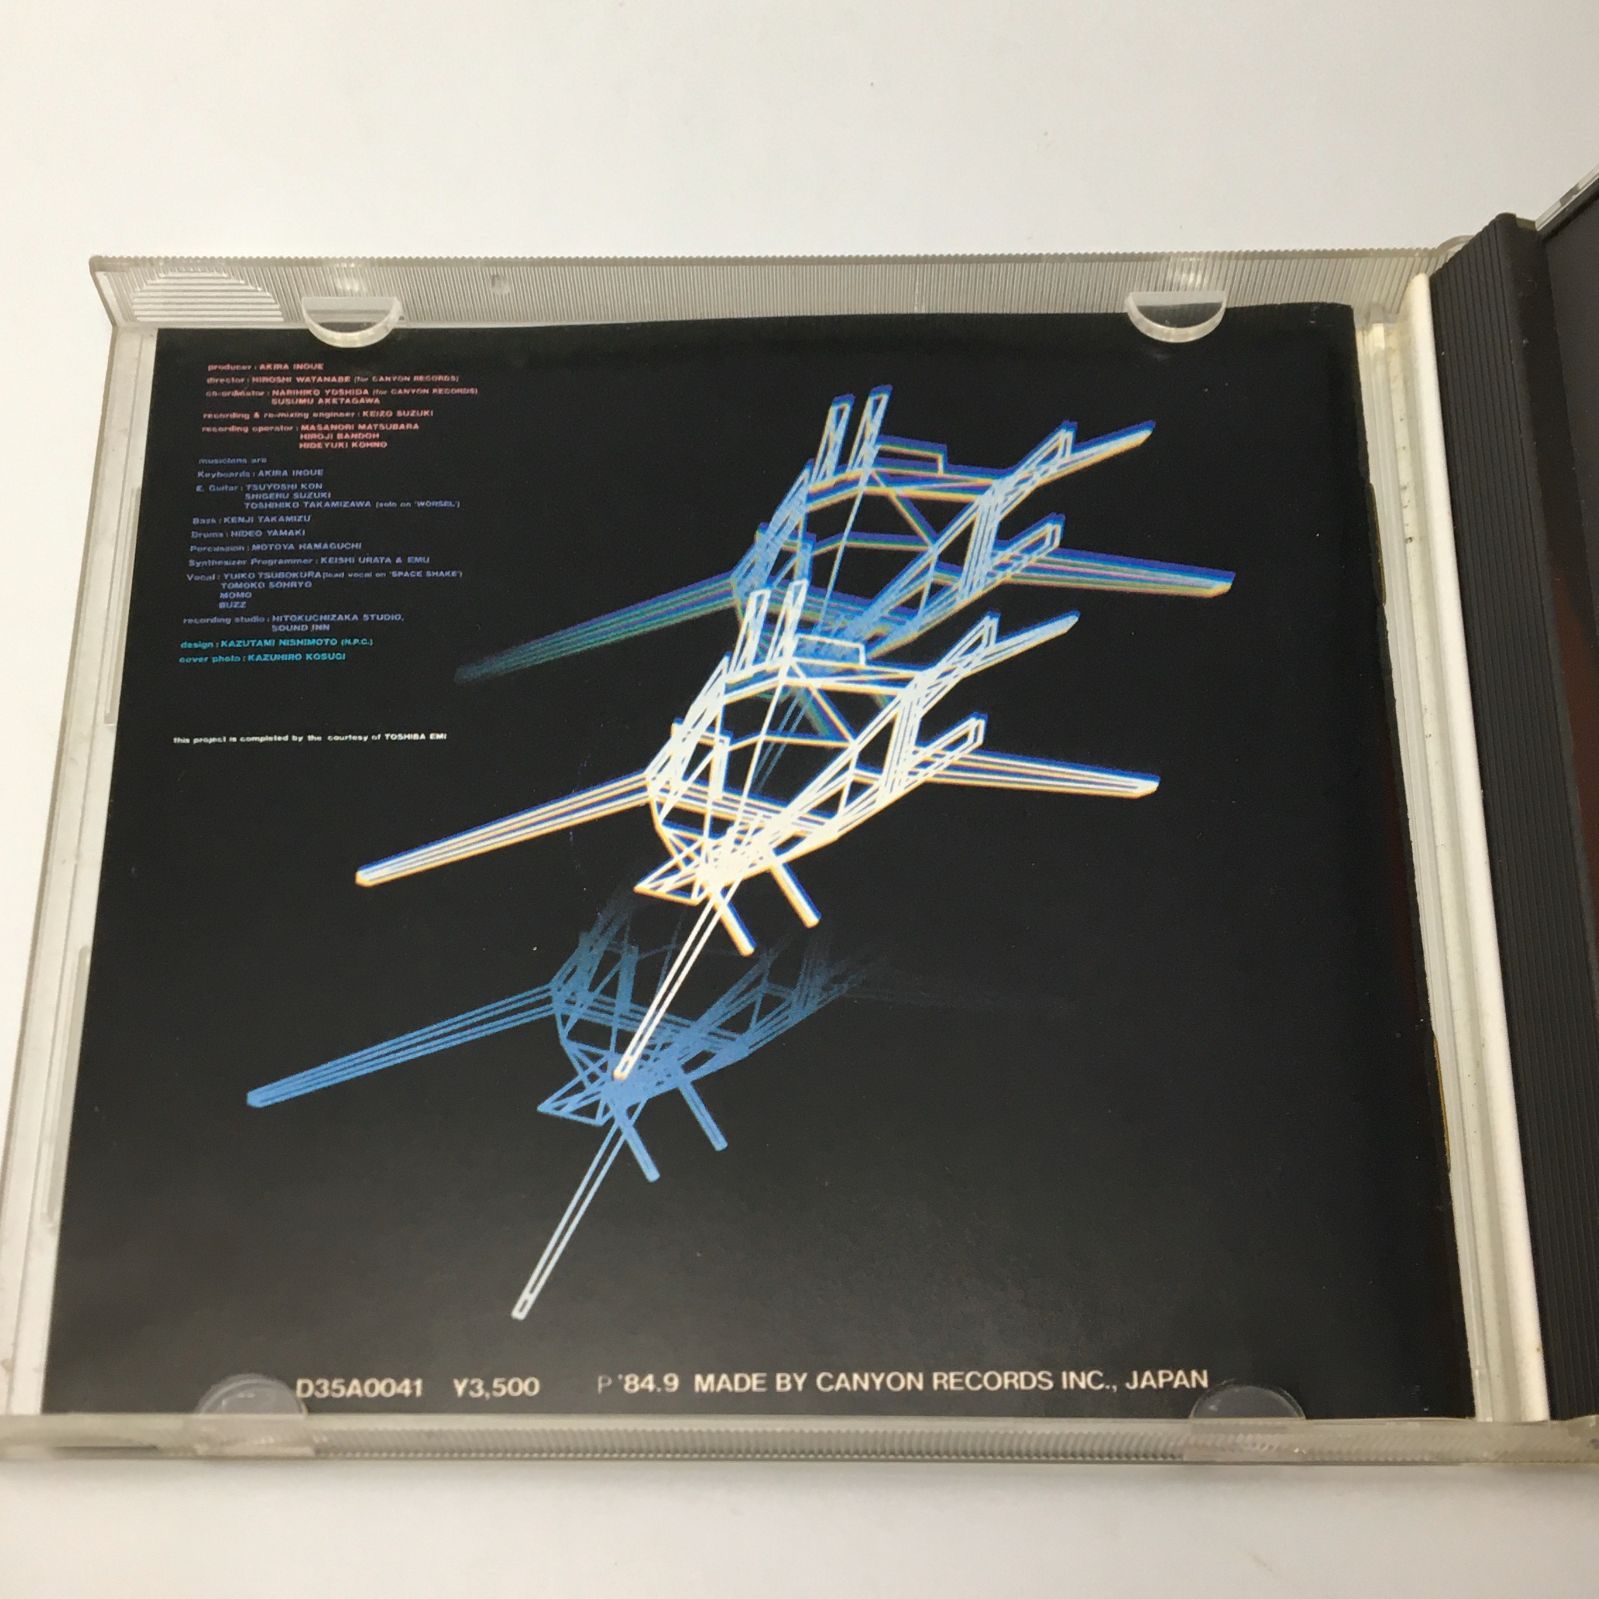 producer : AKIRA INOUE
director : HIROSHI WATANABE (for CANYON RECORDS)
co-ordinator : NARIHIKO YOSHIDA (for CANYON RECORDS)
SUSUMU AKETAGAWA
recording & re-mixing engineer : KEIZO SUZUKI
recording operator : MASANORI MATSUBARA
HIROJI BANDOH
HIDEYUKI KOHNO
musicians are
Keyboards : AKIRA INOUE
E. Guitar : TSUYOSHI KON
SHIGERU SUZUKI
TOSHIHIKO TAKAMIZAWA (solo on 'WORSEL')
Bass : KENJI TAKAMIZU
Drums : HIDEO YAMAKI
Percussion : MOTOYA HAMAGUCHI
Synthesizer Programmer : KEISHI URATA & EMU
Vocal : YUIKO TSUBOKURA (lead vocal on 'SPACE SHAKE')
TOMOKO SOHRYO
MOMO
BUZZ
recording studio : HITOKUCHIZAKA STUDIO,
SOUND INN
design : KAZUTAMI NISHIMOTO (N.P.C.)
cover photo : KAZUHIRO KOSUGI
this project is completed by the courtesy of TOSHIBA EMI
D35A0041 ¥3,500 P '84.9 MADE BY CANYON RECORDS INC., JAPAN